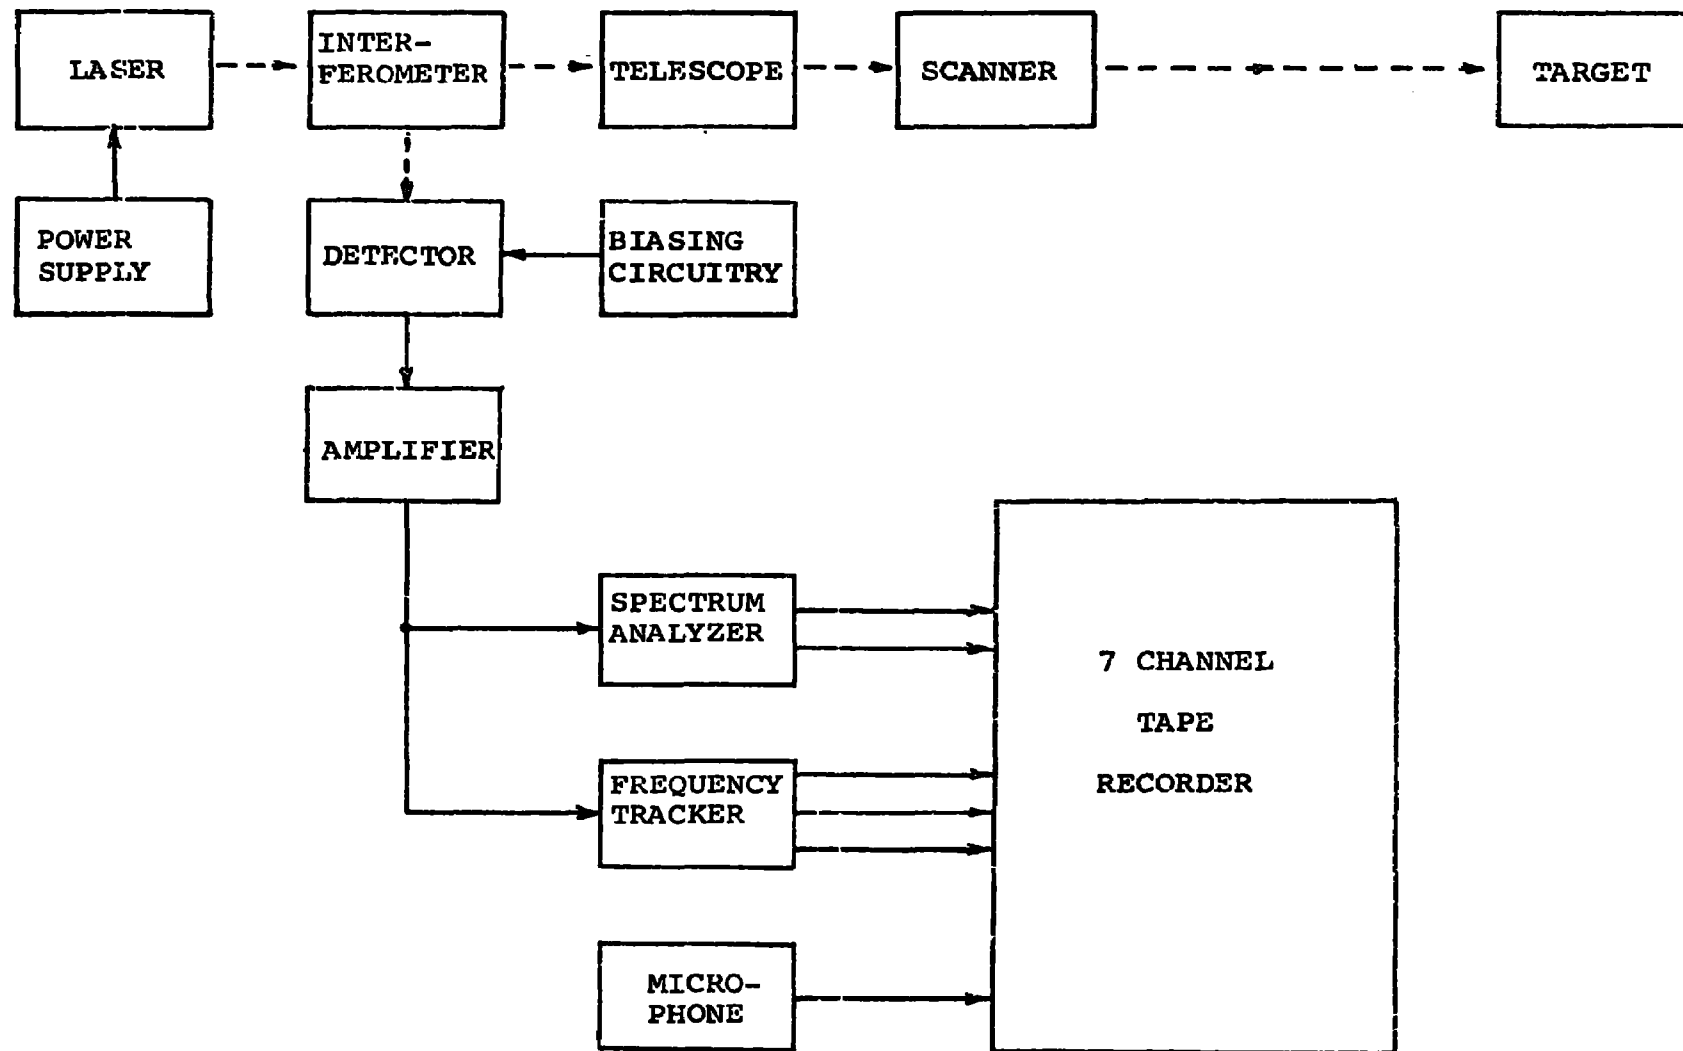 LASER
INTER-
FEROMETER
TELESCOPE
SCANNER
TARGET
POWER
SUPPLY
DETECTOR
BIASING
CIRCUITRY
AMPLIFIER
SPECTRUM
ANALYZER
7 CHANNEL
TAPE
RECORDER
FREQUENCY
TRACKER
MICRO-
PHONE